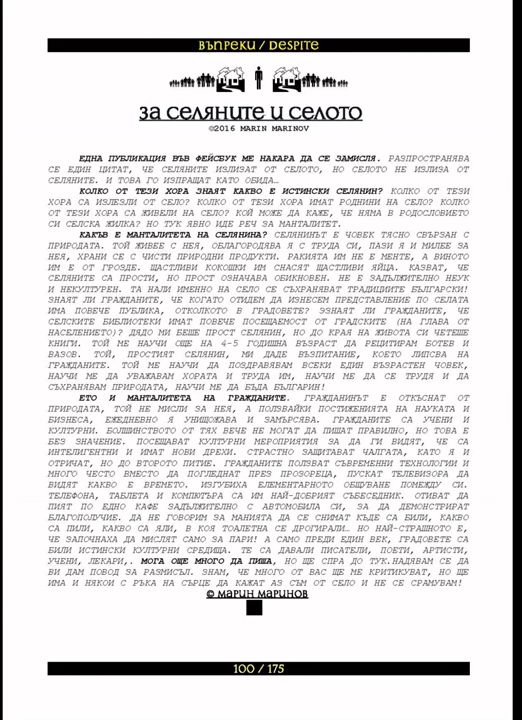 ВЪПРЕКИ / DESPITE
ЗА СЕЛЯНИТЕ И СЕЛОТО
©2016 MARIN MARINOV
ЕДНА ПУБЛИКАЦИЯ ВЪВ ФЕЙСБУК МЕ НАКАРА ДА СЕ ЗАМИСЛЯ. РАЗПРОСТРАНЯВА
СЕ ЕДИН ЦИТАТ, ЧЕ СЕЛЯНИТЕ ИЗЛИЗАТ ОТ СЕЛОТО, НО СЕЛОТО НЕ ИЗЛИЗА ОТ
СЕЛЯНИТЕ. И ТОВА ГО ИЗПРАЩАТ КАТО ОБИДА…
КОЛКО ОТ ТЕЗИ ХОРА ЗНАЯТ КАКВО Е ИСТИНСКИ СЕЛЯНИН? КОЛКО ОТ ТЕЗИ
ХОРА СА ИЗЛЕЗЛИ ОТ СЕЛО? КОЛКО ОТ ТЕЗИ ХОРА ИМАТ РОДНИНИ НА СЕЛО? КОЛКО
ОТ ТЕЗИ ХОРА СА ЖИВЕЛИ НА СЕЛО? КОЙ МОЖЕ ДА КАЖЕ, ЧЕ НЯМА В РОДОСЛОВИЕТО
СИ СЕЛСКА ЖИЛКА? НО ТУК ЯВНО ИДЕ РЕЧ ЗА МАНТАЛИТЕТ.
КАКЪВ Е МАНТАЛИТЕТА НА СЕЛЯНИНА? СЕЛЯНИНЪТ Е ЧОВЕК ТЯСНО СВЪРЗАН С
ПРИРОДАТА. ТОЙ ЖИВЕЕ С НЕЯ, ОБЛАГОРОДЯВА Я С ТРУДА СИ, ПАЗИ Я И МИЛЕЕ ЗА
НЕЯ, ХРАНИ СЕ С ЧИСТИ ПРИРОДНИ ПРОДУКТИ. РАКИЯТА ИМ НЕ Е МЕНТЕ, А ВИНОТО
ИМ Е ОТ ГРОЗДЕ. ЩАСТЛИВИ КОКОШКИ ИМ СНАСЯТ ЩАСТЛИВИ ЯЙЦА. КАЗВАТ, ЧЕ
СЕЛЯНИТЕ СА ПРОСТИ, НО ПРОСТ ОЗНАЧАВА ОБИКНОВЕН. НЕ Е ЗАДЪЛЖИТЕЛНО НЕУК
И НЕКУЛТУРЕН. ТА НАЛИ ИМЕННО НА СЕЛО СЕ СЪХРАНЯВАТ ТРАДИЦИИТЕ БЪЛГАРСКИ!
ЗНАЯТ ЛИ ГРАЖДАНИТЕ, ЧЕ КОГАТО ОТИДЕМ ДА ИЗНЕСЕМ ПРЕДСТАВЛЕНИЕ ПО СЕЛАТА
ИМА ПОВЕЧЕ ПУБЛИКА, ОТКОЛКОТО В ГРАДОВЕТЕ? ЭЗНАЯТ ЛИ ГРАЖДАНИТЕ, ЧЕ
СЕЛСКИТЕ БИБЛИОТЕКИ ИМАТ ПОВЕЧЕ ПОСЕЩАЕМОСТ ОТ ГРАДСКИТЕ (НА ГЛАВА ОТ
НАСЕЛЕНИЕТО)? ДЯДО МИ БЕШЕ ПРОСТ СЕЛЯНИН, НО ДО КРАЯ НА ЖИВОТА СИ ЧЕТЕШЕ
КНИГИ. ТОЙ МЕ НАУЧИ ОЩЕ НА 4-5 ГОДИШНА ВЪЗРАСТ ДА РЕЦИТИРАМ БОТЕВ И
ВАЗОВ. ТОЙ, ПРОСТИЯТ СЕЛЯНИН, МИ ДАДЕ ВЪЗПИТАНИЕ, КОЕТО ЛИПСВА НА
ГРАЖДАНИТЕ. ТОЙ МЕ НАУЧИ ДА ПОЗДРАВЯВАМ ВСЕКИ ЕДИН ВЪЗРАСТЕН ЧОВЕК,
НАУЧИ МЕ ДА УВАЖАВАМ ХОРАТА И ТРУДА ИМ, НАУЧИ МЕ ДА СЕ ТРУДЯ И ДА
СЪХРАНЯВАМ ПРИРОДАТА, НАУЧИ МЕ ДА БЪДА БЪЛГАРИН!
ЕТО И МАНТАЛИТЕТА НА ГРАЖДАНИТЕ. ГРАЖДАНИНЪТ Е ОТКЪСНАТ ОТ
ПРИРОДАТА, ТОЙ НЕ МИСЛИ ЗА НЕЯ, А ПОЛЗВАЙКИ ПОСТИЖЕНИЯТА НА НАУКАТА И
БИЗНЕСА, ЕЖЕДНЕВНО Я УНИЩОЖАВА И ЗАМЪРСЯВА. ГРАЖДАНИТЕ СА УЧЕНИ И
КУЛТУРНИ. БОЛШИНСТВОТО ОТ ТЯХ ВЕЧЕ НЕ МОГАТ ДА ПИШАТ ПРАВИЛНО, НО ТОВА Е
БЕЗ ЗНАЧЕНИЕ. ПОСЕЩАВАТ КУЛТУРНИ МЕРОПРИЯТИЯ ЗА ДА ГИ ВИДЯТ, ЧЕ СА
ИНТЕЛИГЕНТНИ И ИМАТ НОВИ ДРЕХИ. СТРАСТНО ЗАЩИТАВАТ ЧАЛГАТА, КАТО Я И
ОТРИЧАТ, НО ДО ВТОРОТО ПИТИЕ. ГРАЖДАНИТЕ ПОЛЗВАТ СЪВРЕМЕННИ ТЕХНОЛОГИИ И
МНОГО ЧЕСТО ВМЕСТО ДА ПОГЛЕДНАТ ПРЕЗ ПРОЗОРЕЦА, ПУСКАТ ТЕЛЕВИЗОРА ДА
ВИДЯТ КАКВО Е ВРЕМЕТО. ИЗГУБИХА ЕЛЕМЕНТАРНОТО ОБЩУВАНЕ ПОМЕЖДУ СИ.
ТЕЛЕФОНА, ТАБЛЕТА И КОМПЮТЪРА СА ИМ НАЙ-ДОБРИЯТ СЪБЕСЕДНИК. ОТИВАТ ДА
ПИЯТ ПО ЕДНО КАФЕ ЗАДЪЛЖИТЕЛНО С АВТОМОБИЛА СИ, ЗА ДА ДЕМОНСТРИРАТ
БЛАГОПОЛУЧИЕ. ДА НЕ ГОВОРИМ ЗА МАНИЯТА ДА СЕ СНИМАТ КЪДЕ СА БИЛИ, КАКВО
СА ПИЛИ, КАКВО СА ЯЛИ, В КОЯ ТОАЛЕТНА СЕ ДРОГИРАЛИ… НО НАЙ-СТРАШНОТО Е,
ЧЕ ЗАПОЧНАХА ДА МИСЛЯТ САМО ЗА ПАРИ! А САМО ПРЕДИ ЕДИН ВЕК, ГРАДОВЕТЕ СА
БИЛИ ИСТИНСКИ КУЛТУРНИ СРЕДИЩА. ТЕ СА ДАВАЛИ ПИСАТЕЛИ, ПОЕТИ, АРТИСТИ,
УЧЕНИ, ЛЕКАРИ,. МОГА ОЩЕ МНОГО ДА ПИША, НО ЩЕ СПРА ДО ТУК.НАДЯВАМ СЕ ДА
ВИ ДАМ ПОВОД ЗА РАЗМИСЪЛ. ЗНАМ, ЧЕ МНОГО ОТ ВАС ЩЕ МЕ КРИТИКУВАТ, НО ЩЕ
ИМА И НЯКОИ С РЪКА НА СЪРЦЕ ДА КАЖАТ АЗ СЪМ ОТ СЕЛО И НЕ СЕ СРАМУВАМ!
© МАРИН МАРИНОВ
100 / 175